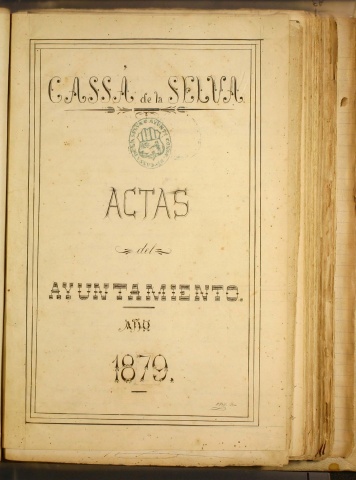 CASSÁ de la SELVA
ACTAS
del
AYUNTAMIENTO.
AÑO
1879.